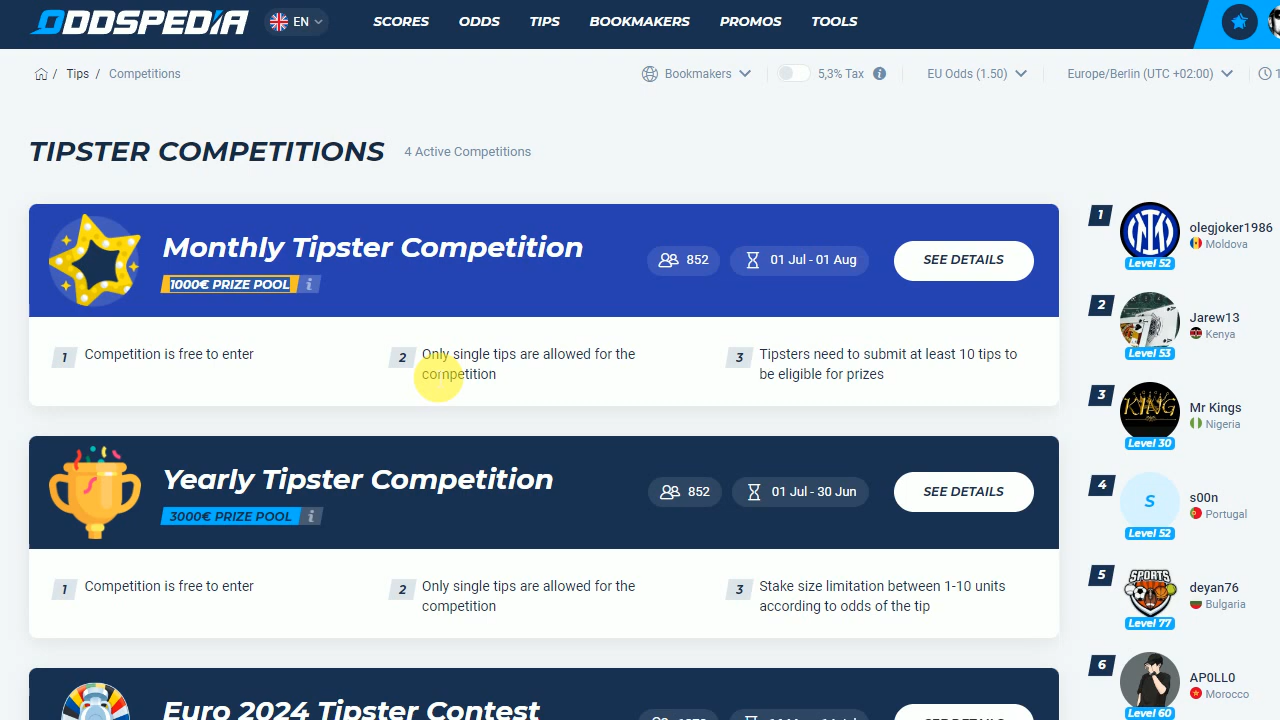 ODDSPEDIA
EN
SCORES
ODDS
TIPS
BOOKMAKERS
PROMOS
TOOLS
/ Tips / Competitions
Bookmakers
5,3% Tax
i
EU Odds (1.50)
Europe/Berlin (UTC +02:00)
TIPSTER COMPETITIONS
4 Active Competitions
Monthly Tipster Competition
1000€ PRIZE POOL
i
852
01 Jul - 01 Aug
SEE DETAILS
1
Competition is free to enter
2
Only single tips are allowed for the
competition
3
Tipsters need to submit at least 10 tips to
be eligible for prizes
Yearly Tipster Competition
3000€ PRIZE POOL
i
852
01 Jul - 30 Jun
SEE DETAILS
1
Competition is free to enter
2
Only single tips are allowed for the
competition
3
Stake size limitation between 1-10 units
according to odds of the tip
Euro 2024 Tipster Contest
1
olegjoker1986
Moldova
Level 52
2
Jarew13
Kenya
Level 53
3
KING
Mr Kings
Nigeria
Level 30
4
S
s00n
Portugal
Level 52
5
SPORTS
deyan76
Bulgaria
Level 77
6
AP0LL0
Morocco
Level 60